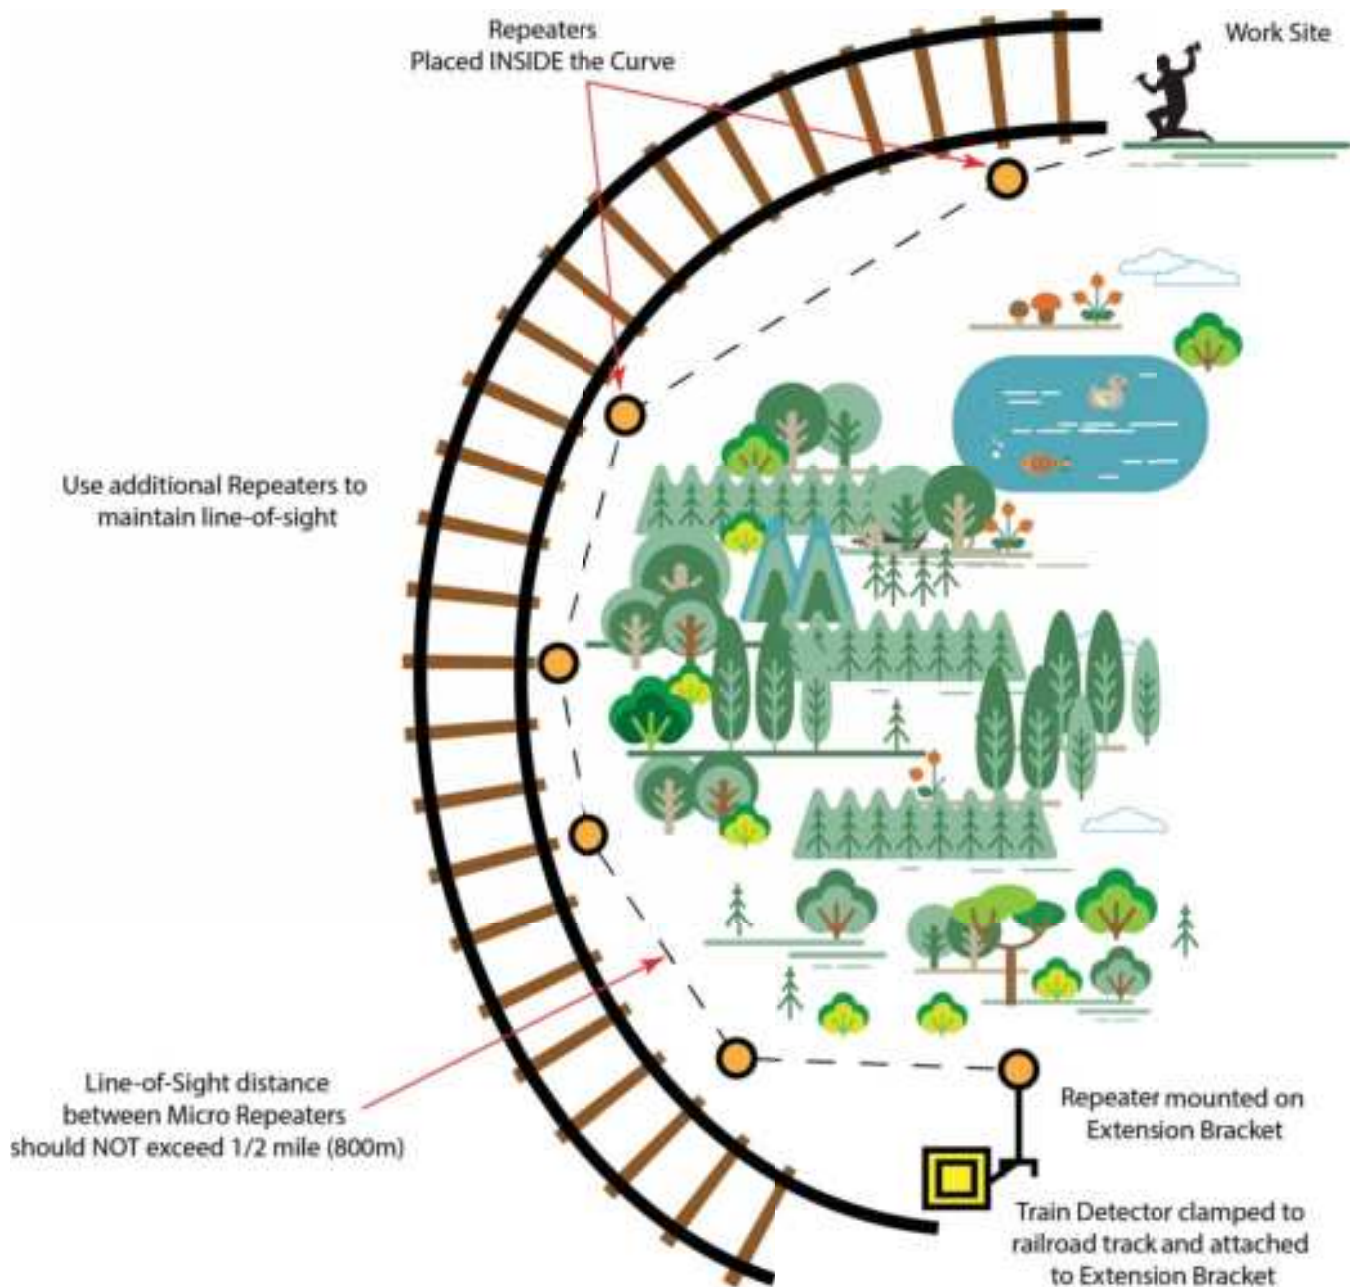 Repeaters
Placed INSIDE the Curve
Work Site
Use additional Repeaters to
maintain line-of-sight
Line-of-Sight distance
between Micro Repeaters
should NOT exceed 1/2 mile (800m)
Repeater mounted on
Extension Bracket
Train Detector clamped to
railroad track and attached
to Extension Bracket